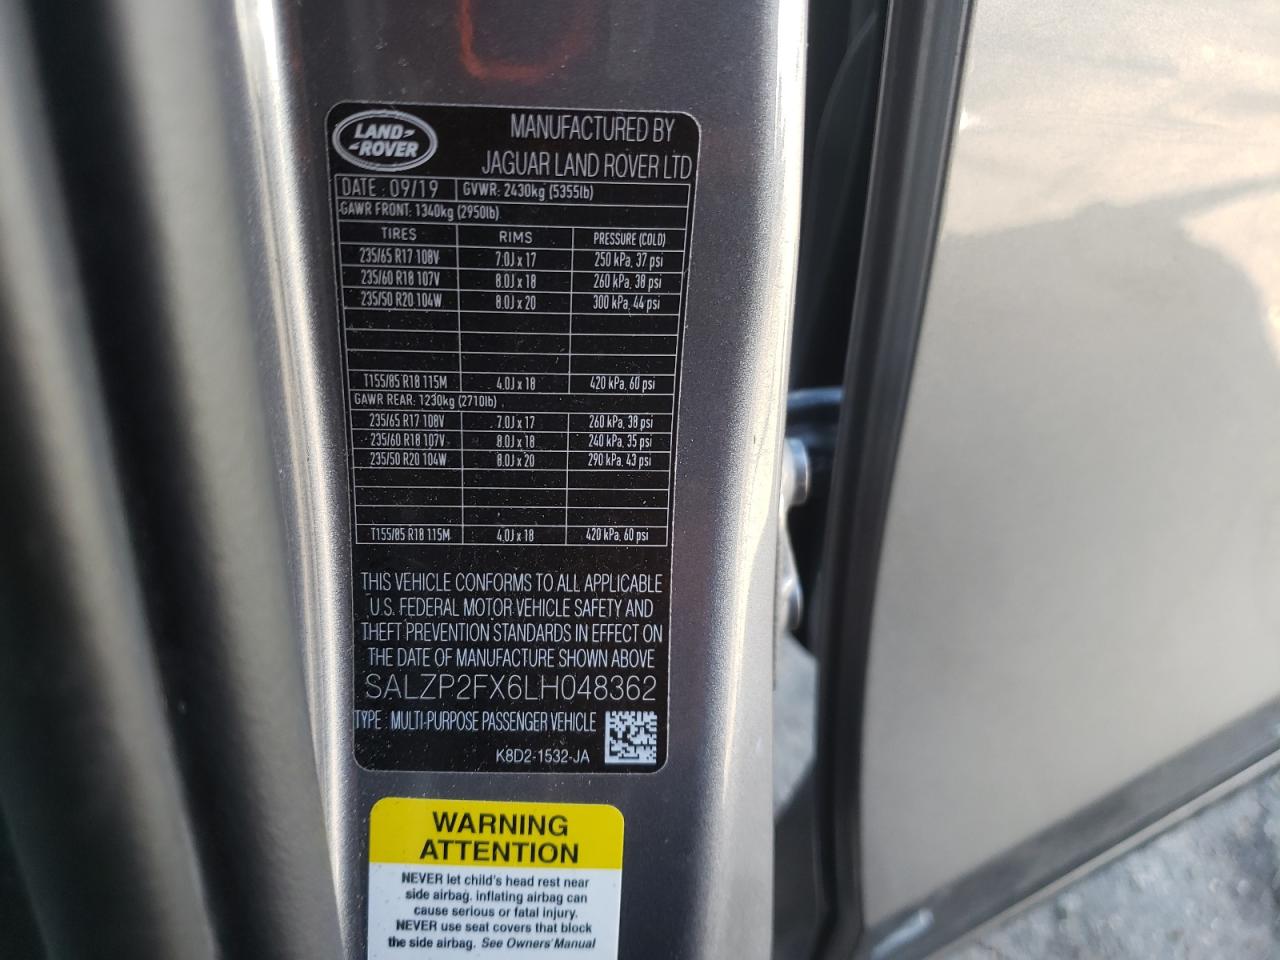 LAND-
-ROVER
MANUFACTURED BY
JAGUAR LAND ROVER LTD
DATE : 09/19 GVWR: 2430kg (5355lb)
GAWR FRONT: 1340kg (2950lb)
TIRES RIMS PRESSURE (COLD)
235/65 R17 108V 7.0J x 17 250 kPa, 37 psi
235/60 R18 107V 8.0J x 18 260 kPa, 38 psi
235/50 R20 104W 8.0J x 20 300 kPa, 44 psi
T155/85 R18 115M 4.0J x 18 420 kPa, 60 psi
GAWR REAR: 1230kg (2710lb)
235/65 R17 108V 7.0J x 17 260 kPa, 38 psi
235/60 R18 107V 8.0J x 18 240 kPa, 35 psi
235/50 R20 104W 8.0J x 20 290 kPa, 43 psi
T155/85 R18 115M 4.0J x 18 420 kPa, 60 psi
THIS VEHICLE CONFORMS TO ALL APPLICABLE
U.S. FEDERAL MOTOR VEHICLE SAFETY AND
THEFT PREVENTION STANDARDS IN EFFECT ON
THE DATE OF MANUFACTURE SHOWN ABOVE
SALZP2FX6LH048362
TYPE : MULTI-PURPOSE PASSENGER VEHICLE
K8D2-1532-JA
WARNING
ATTENTION
NEVER let child's head rest near
side airbag. inflating airbag can
cause serious or fatal injury.
NEVER use seat covers that block
the side airbag. See Owners' Manual